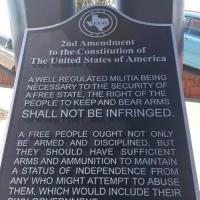 2nd Amendment
to the Constitution of
The United States of America
A WELL REGULATED MILITIA BEING
NECESSARY TO THE SECURITY OF
A FREE STATE, THE RIGHT OF THE
PEOPLE TO KEEP AND BEAR ARMS
SHALL NOT BE INFRINGED.
A FREE PEOPLE OUGHT NOT ONLY
BE ARMED AND DISCIPLINED, BUT
THEY SHOULD HAVE SUFFICIENT
ARMS AND AMMUNITION TO MAINTAIN
A STATUS OF INDEPENDENCE FROM
ANY WHO MIGHT ATTEMPT TO ABUSE
THEM, WHICH WOULD INCLUDE THEIR
OWN GOVERNMENT"